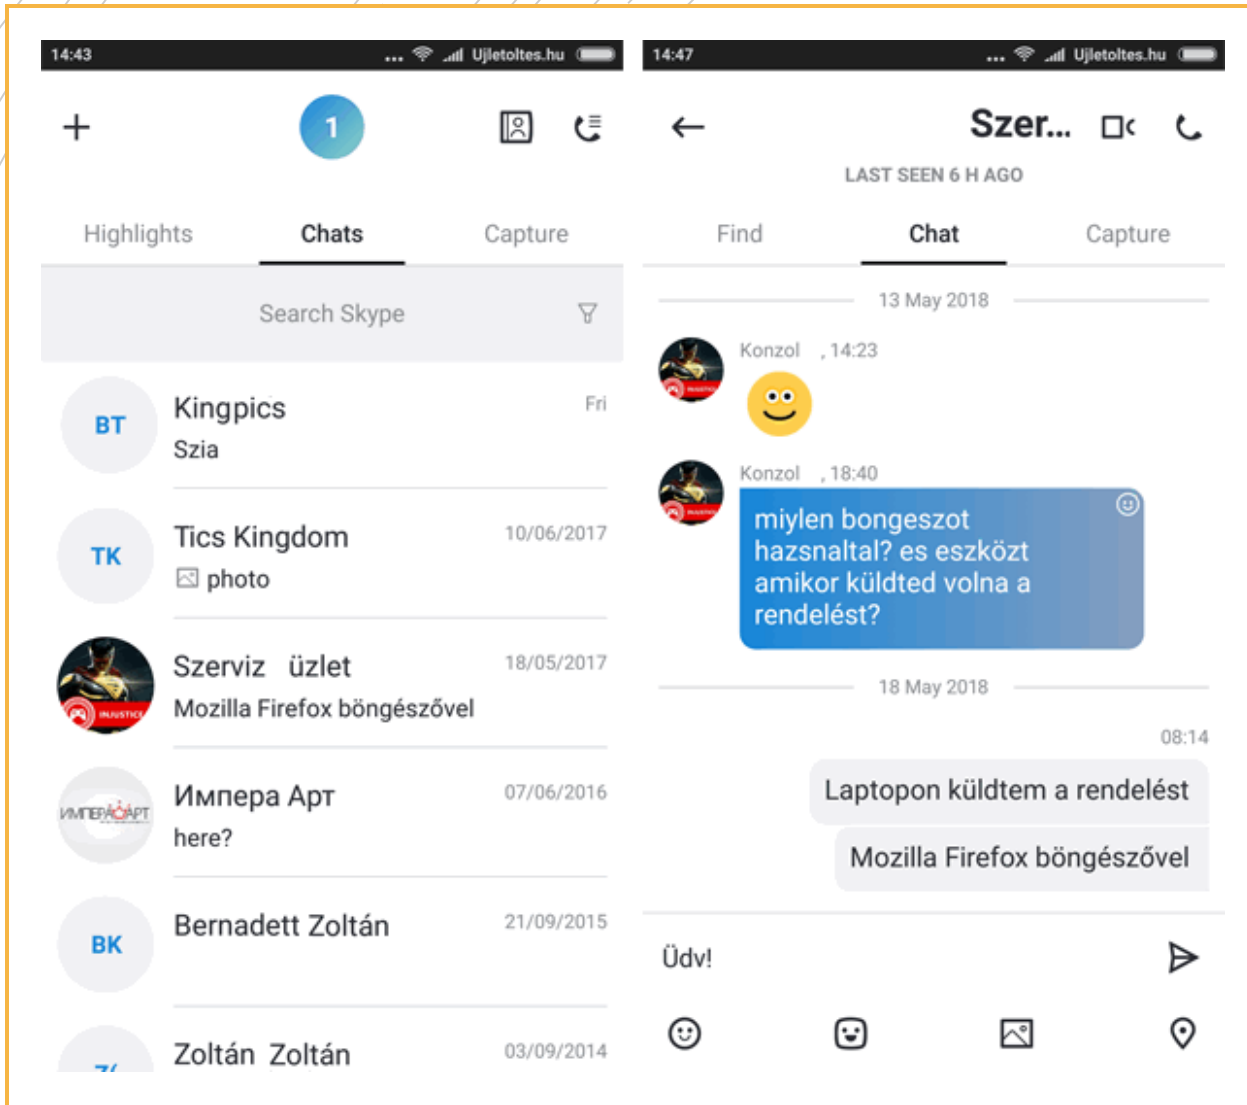 14:43
... Ujletoltes.hu
1
Highlights Chats Capture
Search Skype
BT
Kingpics
Fri
Szia
TK
Tics Kingdom
10/06/2017
photo
INJUSTICE
Szerviz üzlet
18/05/2017
Mozilla Firefox böngészővel
ИМПЕРА АРТ
Импера Арт
07/06/2016
here?
BK
Bernadett Zoltán
21/09/2015
Zoltán Zoltán
03/09/2014
14:47
... Ujletoltes.hu
Szer...
LAST SEEN 6 H AGO
Find Chat Capture
13 May 2018
Konzol , 14:23
Konzol , 18:40
miylen bongeszot
hazsnaltal? es eszközt
amikor küldted volna a
rendelést?
18 May 2018
08:14
Laptopon küldtem a rendelést
Mozilla Firefox böngészővel
Üdv!